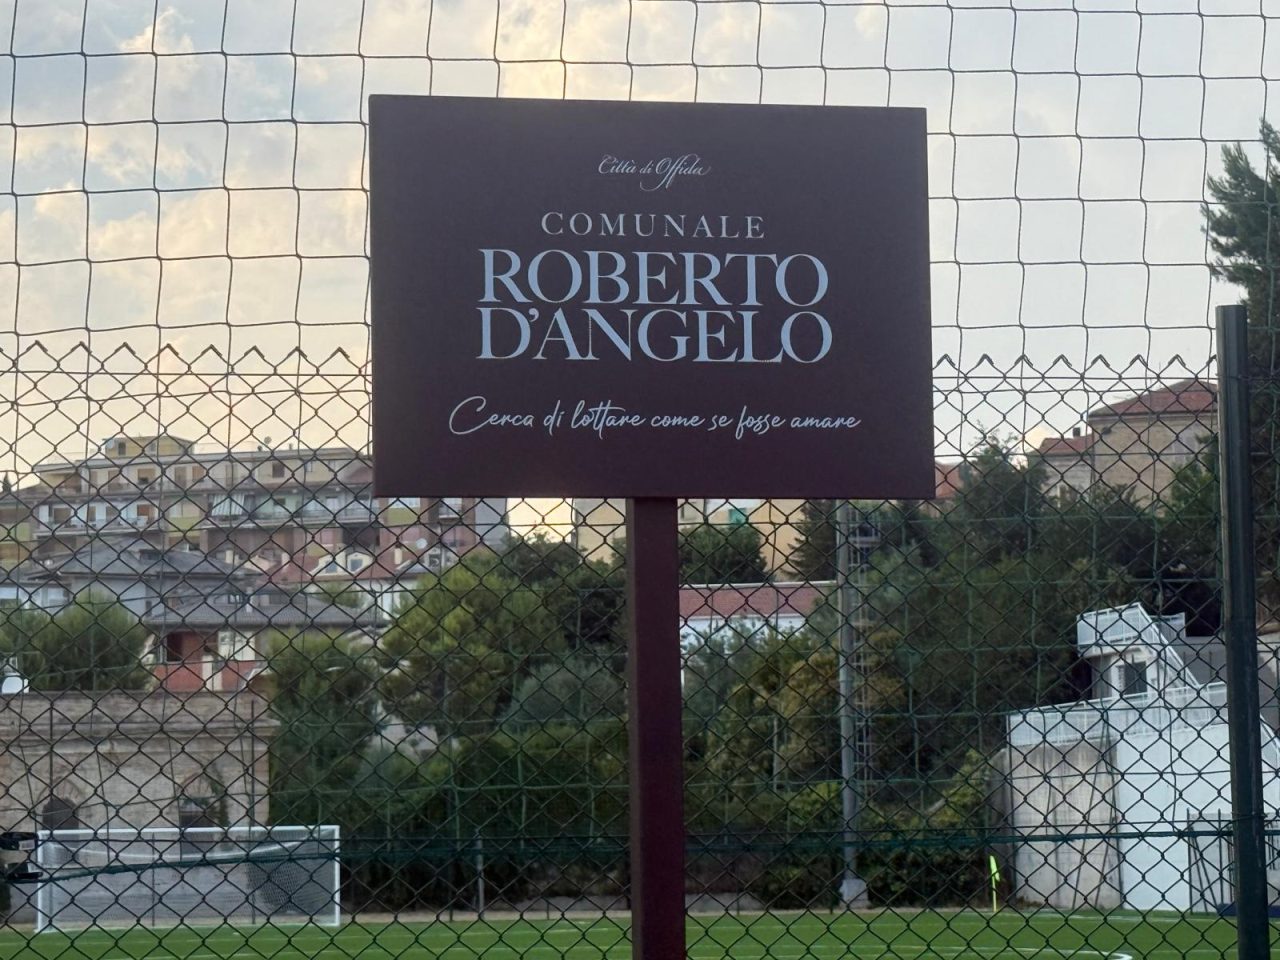 Città di Offida
COMUNALE
ROBERTO
D'ANGELO
Cerca di lottare come se fosse amare